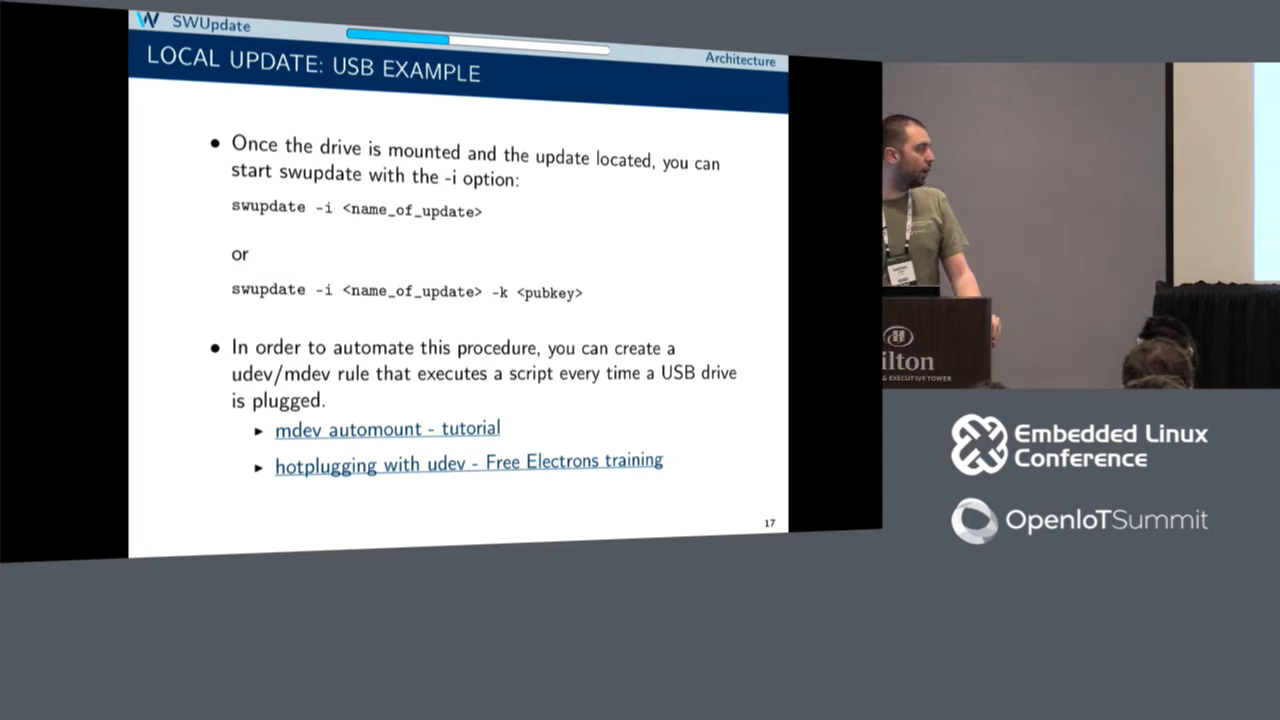 SWUpdate
Architecture
LOCAL UPDATE: USB EXAMPLE
• Once the drive is mounted and the update located, you can
start swupdate with the -i option:
swupdate -i <name_of_update>
or
swupdate -i <name_of_update> -k <pubkey>
• In order to automate this procedure, you can create a
udev/mdev rule that executes a script every time a USB drive
is plugged.
► mdev automount - tutorial
► hotplugging with udev - Free Electrons training
17
H
ilton
& EXECUTIVE TOWER
Embedded Linux
Conference
OpenIoTSummit